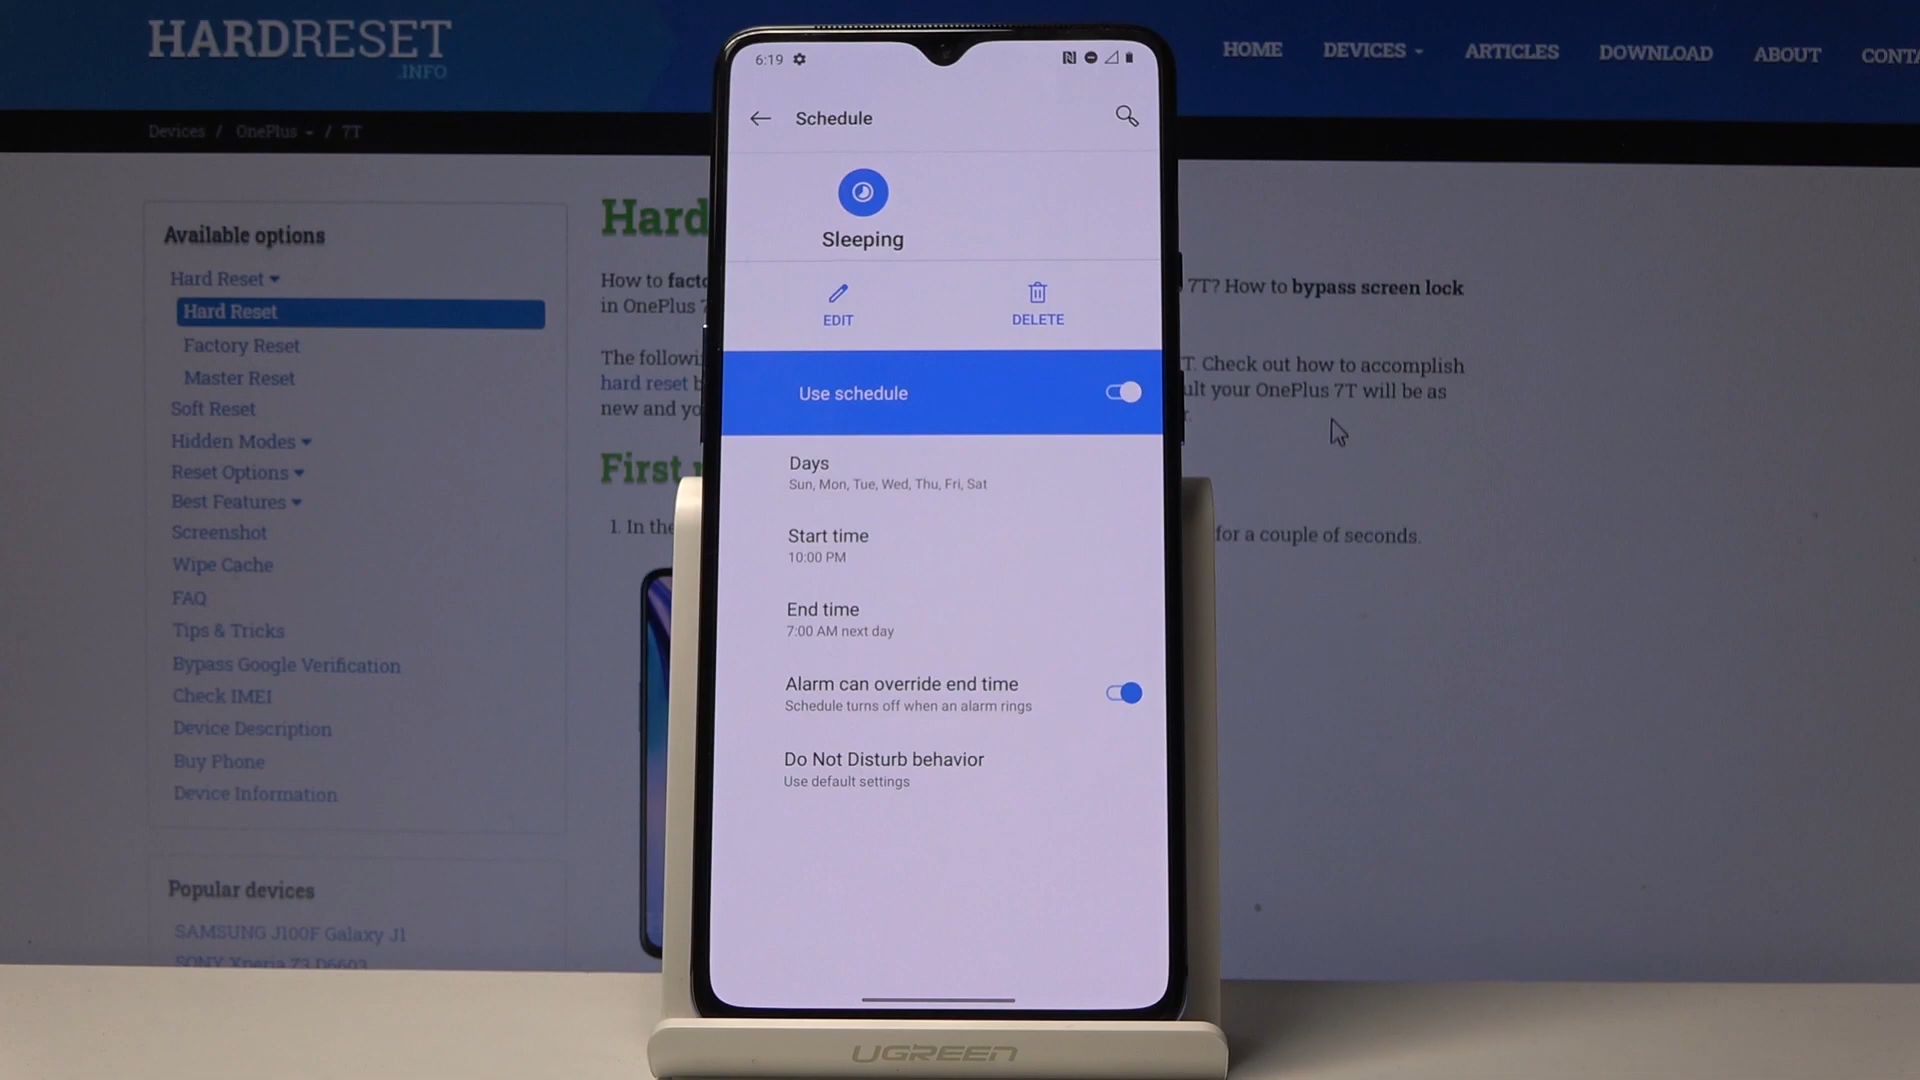 HARDRESET
.INFO
HOME DEVICES ARTICLES DOWNLOAD ABOUT
Devices / OnePlus / 7T
Available options
Hard Reset
Hard Reset
Factory Reset
Master Reset
Soft Reset
Hidden Modes
Reset Options
Best Features
Screenshot
Wipe Cache
FAQ
Tips & Tricks
Bypass Google Verification
Check IMEI
Device Description
Buy Phone
Device Information
Popular devices
SAMSUNG J100F Galaxy J1
SONY Xperia Z3 D6603
Hard
How to
in OnePlus
7T? How to bypass screen lock
The
T. Check out how to accomplish
hard reset
your OnePlus 7T will be as
new and
First
1. In the
for a couple of seconds.
6:19
Schedule
Sleeping
EDIT DELETE
Use schedule
Days
Sun, Mon, Tue, Wed, Thu, Fri, Sat
Start time
10:00 PM
End time
7:00 AM next day
Alarm can override end time
Schedule turns off when an alarm rings
Do Not Disturb behavior
Use default settings
UGREEN